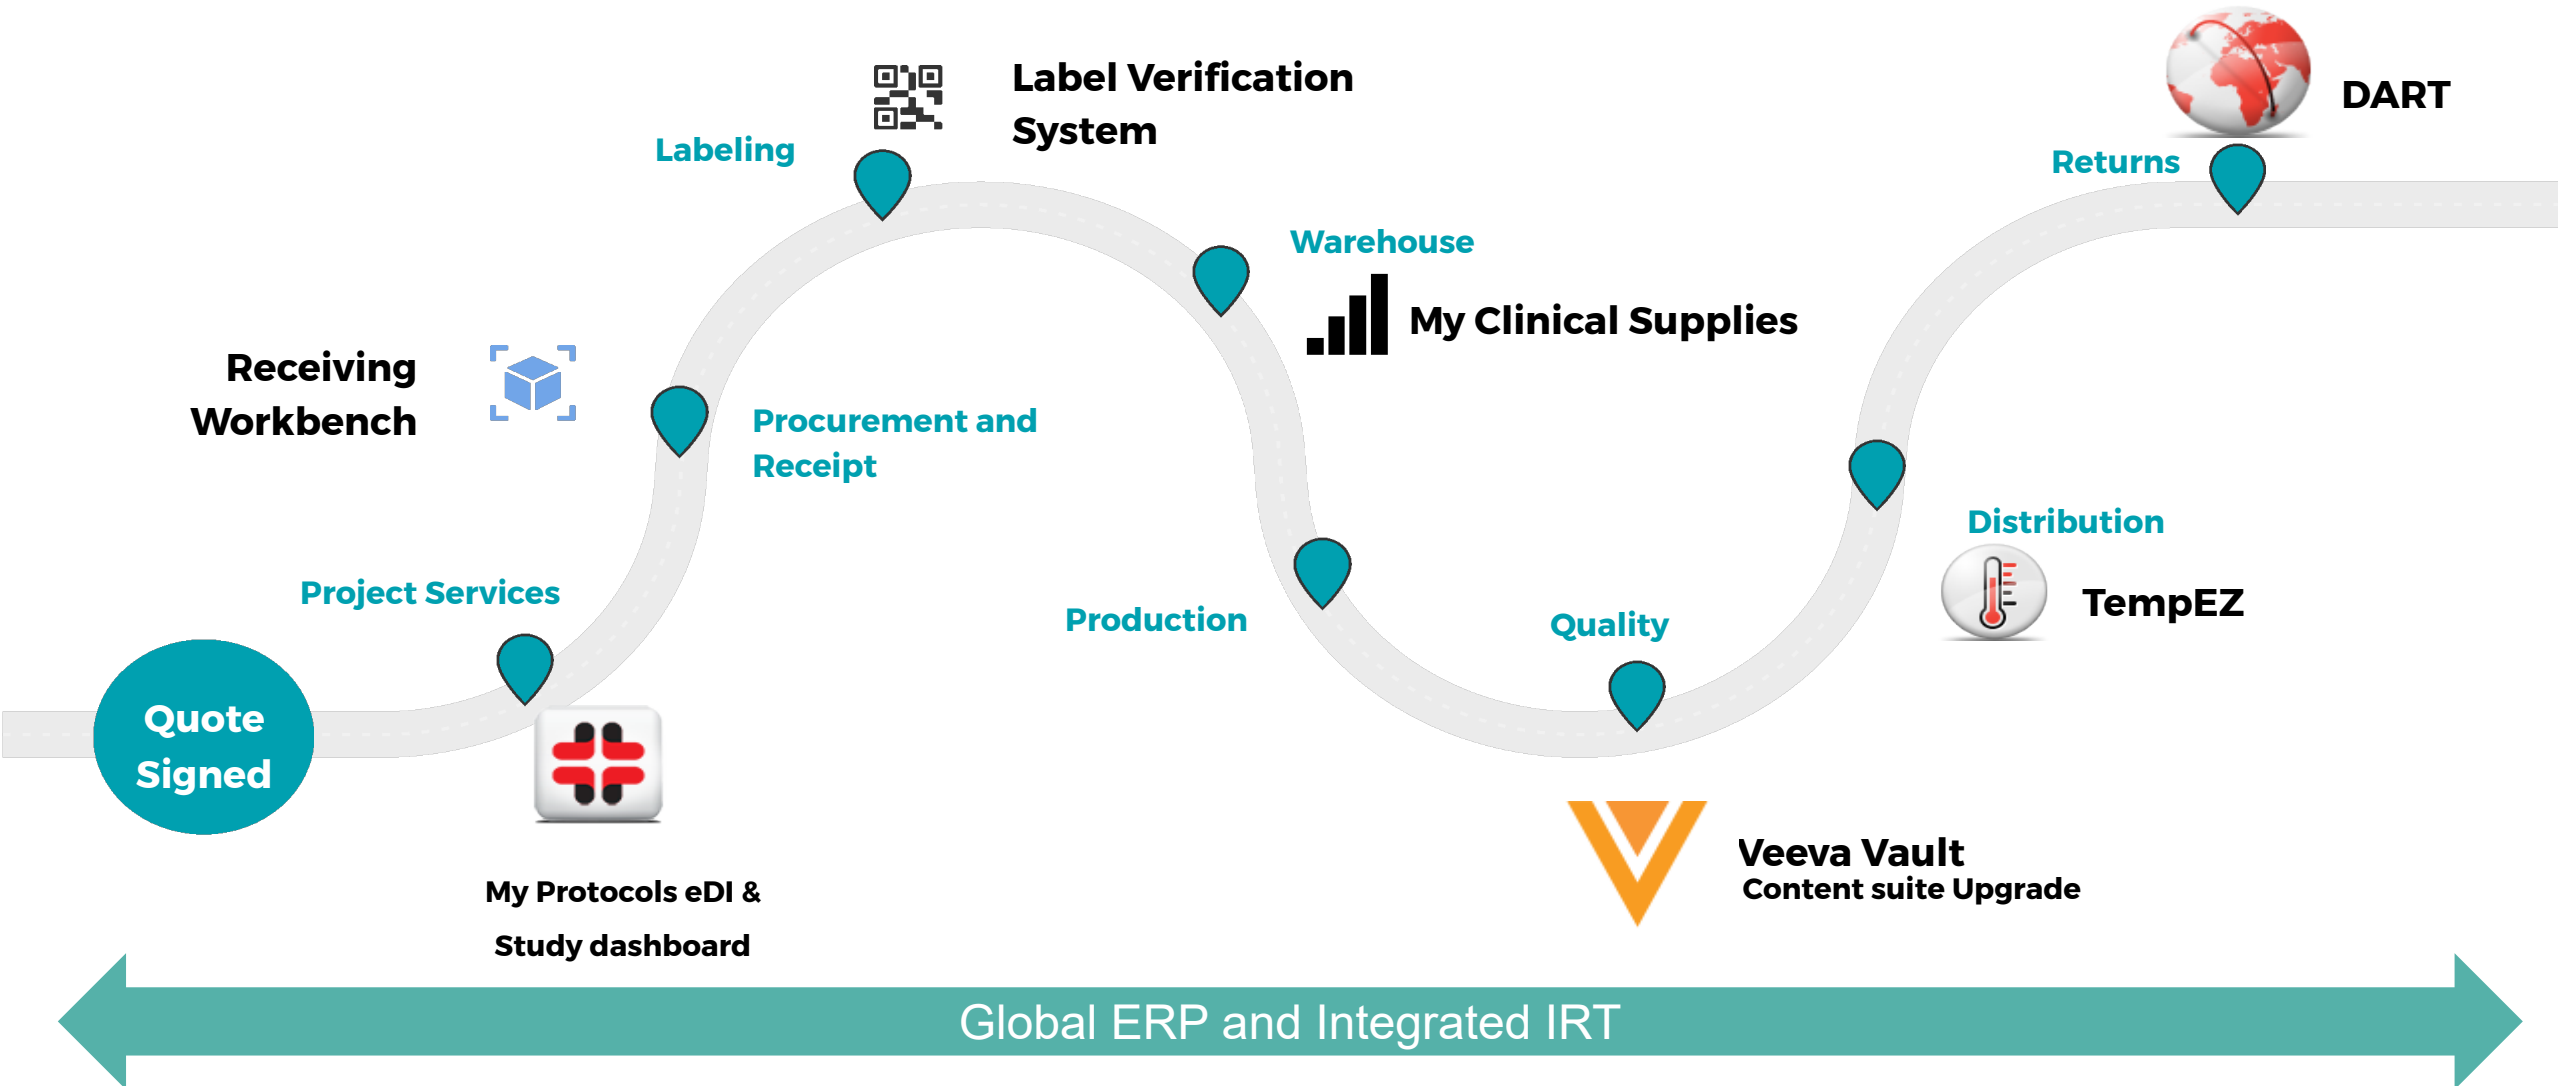 Quote
Signed
Project Services
My Protocols eDI &
Study dashboard
Receiving
Workbench
Procurement and
Receipt
Labeling
Label Verification
System
Warehouse
My Clinical Supplies
Production
Quality
Veeva Vault
Content suite Upgrade
Distribution
TempEZ
Returns
DART
Global ERP and Integrated IRT